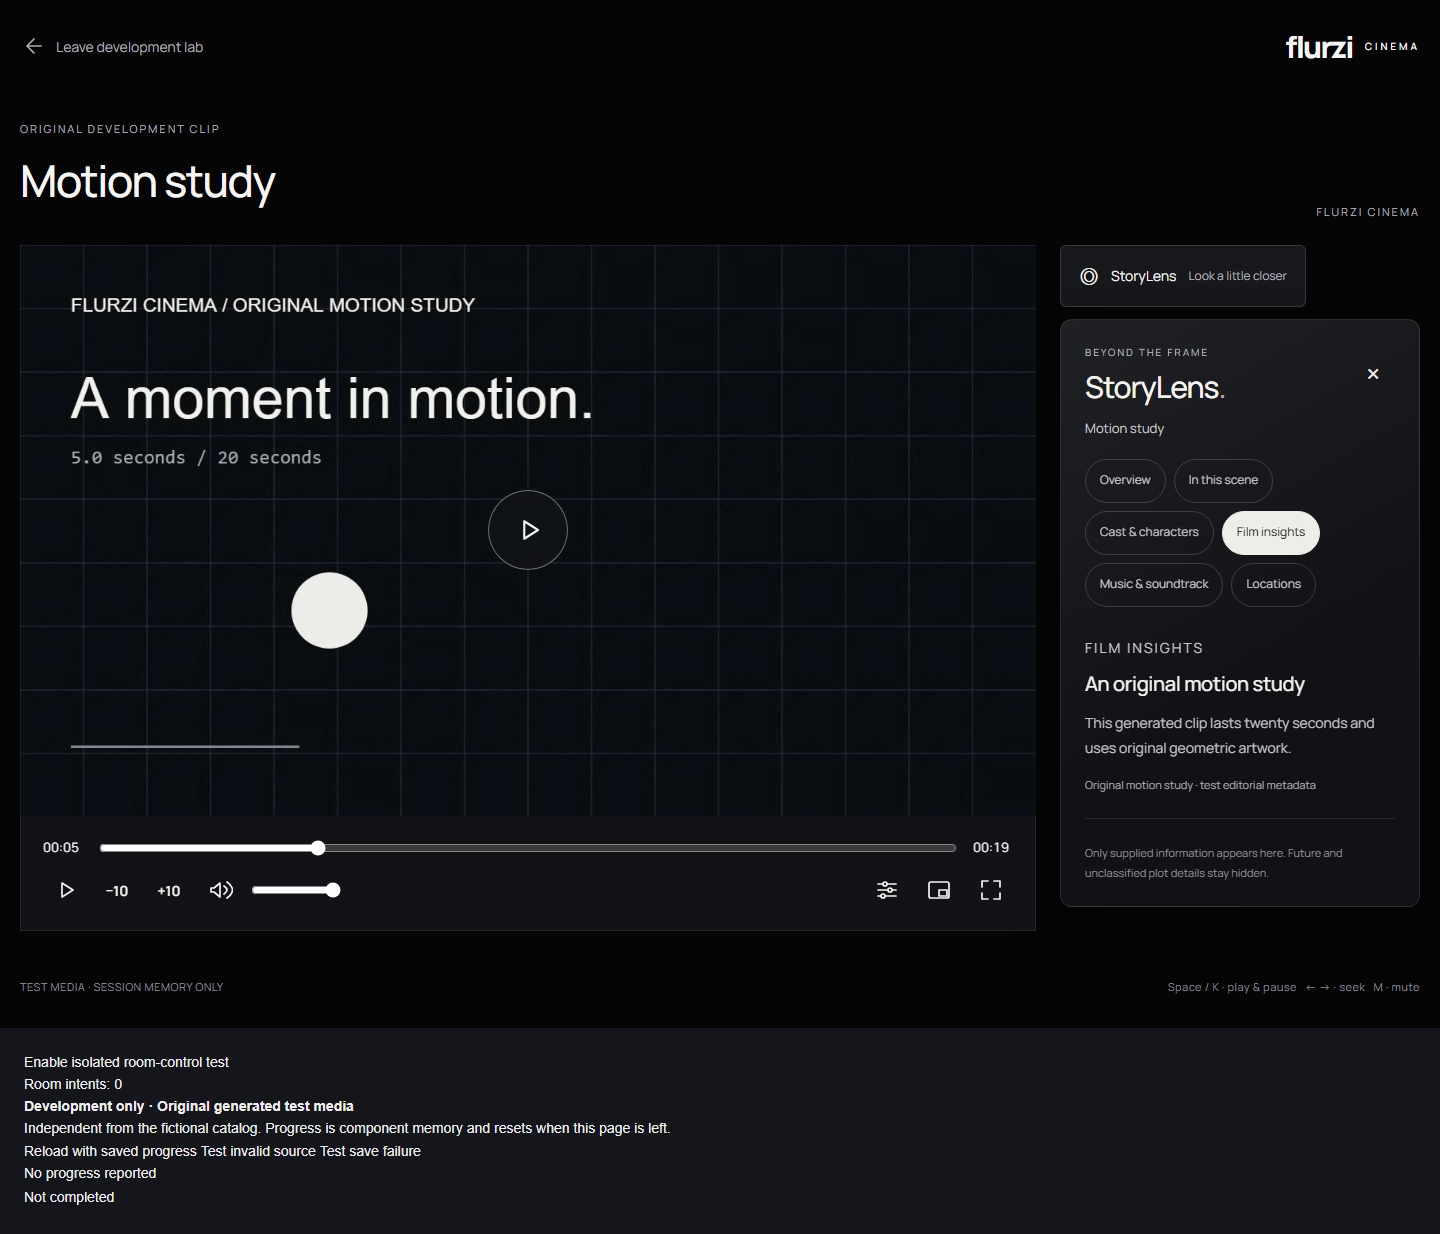 Leave development lab
flurzi CINEMA
ORIGINAL DEVELOPMENT CLIP
Motion study
FLURZI CINEMA
FLURZI CINEMA / ORIGINAL MOTION STUDY
A moment in motion.
5.0 seconds / 20 seconds
00:05
00:19
−10
+10
StoryLens Look a little closer
BEYOND THE FRAME
StoryLens.
Motion study
Overview
In this scene
Cast & characters
Film insights
Music & soundtrack
Locations
FILM INSIGHTS
An original motion study
This generated clip lasts twenty seconds and
uses original geometric artwork.
Original motion study · test editorial metadata
Only supplied information appears here. Future and
unclassified plot details stay hidden.
TEST MEDIA · SESSION MEMORY ONLY
Space / K · play & pause ← → · seek M · mute
Enable isolated room-control test
Room intents: 0
Development only · Original generated test media
Independent from the fictional catalog. Progress is component memory and resets when this page is left.
Reload with saved progress Test invalid source Test save failure
No progress reported
Not completed